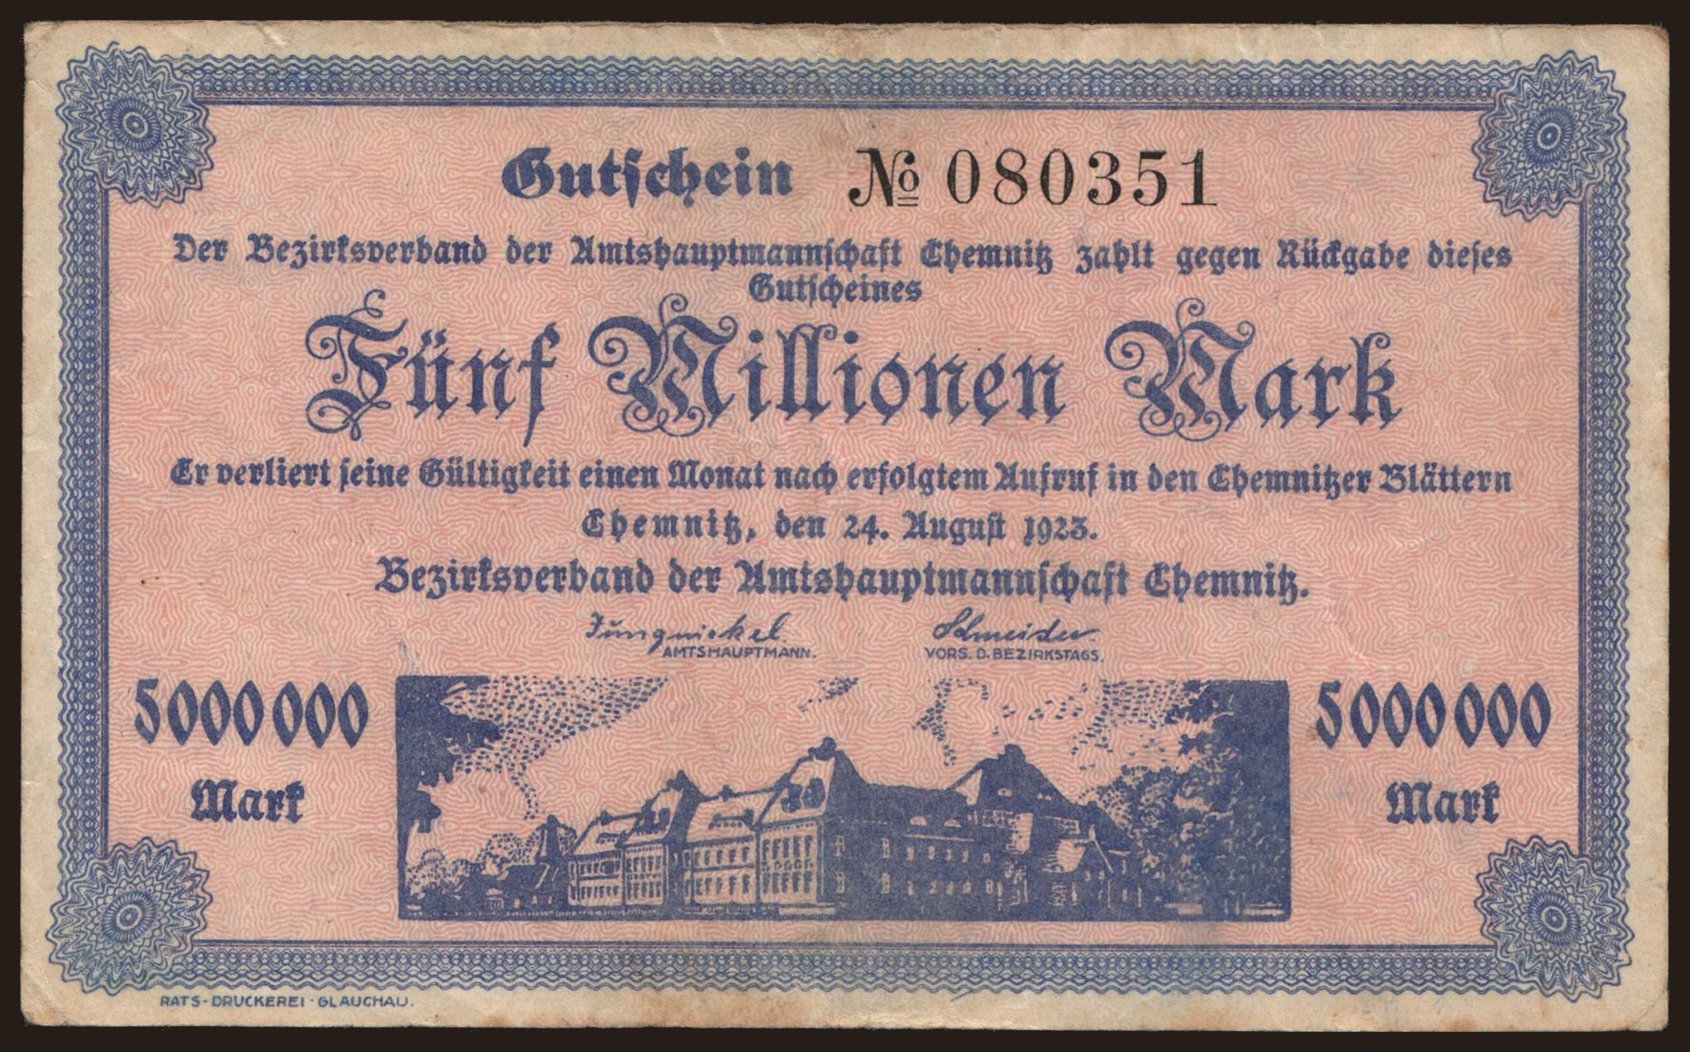 Gutschein № 080351
Der Bezirksverband der Amtshauptmannschaft Chemnitz zahlt gegen Rückgabe dieses
Gutscheines
Fünf Millionen Mark
Er verliert seine Gültigkeit einen Monat nach erfolgtem Aufruf in den Chemnitzer Blättern
Chemnitz, den 24. August 1923.
Bezirksverband der Amtshauptmannschaft Chemnitz.
Jungnickel. Schneider.
AMTSHAUPTMANN. VORS. D. BEZIRKSTAGS.
5000000 5000000
Mark Mark
RATS-DRUCKEREI · GLAUCHAU.